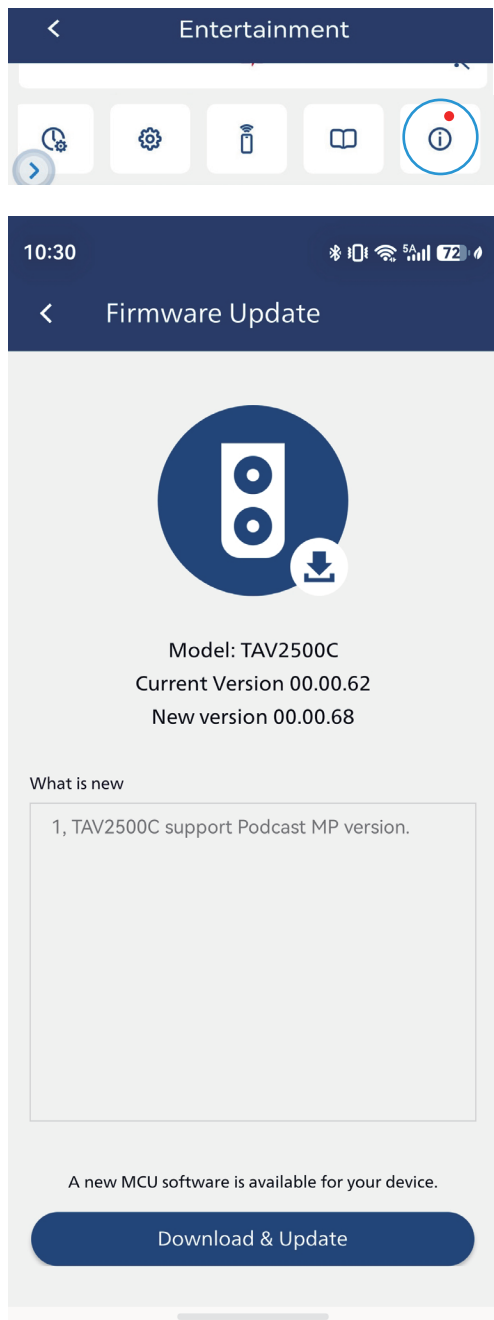 Entertainment
10:30
5A
72
Firmware Update
Model: TAV2500C
Current Version 00.00.62
New version 00.00.68
What is new
1, TAV2500C support Podcast MP version.
A new MCU software is available for your device.
Download & Update